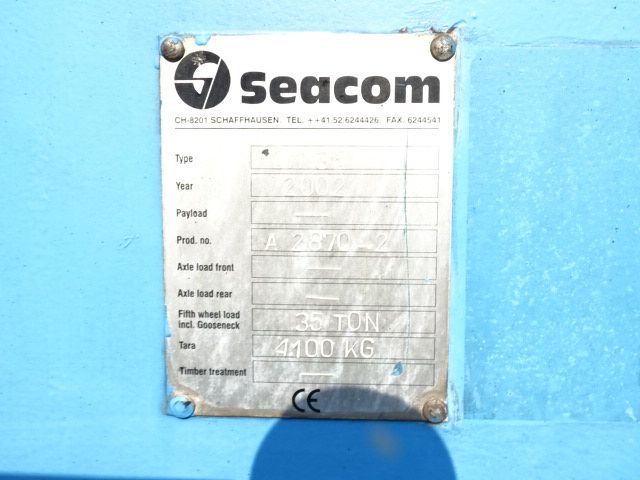 Seacom
CH-8201 SCHAFFHAUSEN. TEL. ++41.52.6244426. FAX. 6244541
Type
Year 2002
Payload —
Prod. no. A 2870-2
Axle load front —
Axle load rear —
Fifth wheel load
incl. Gooseneck 35 TON
Tara 4100 KG
Timber treatment —
CE